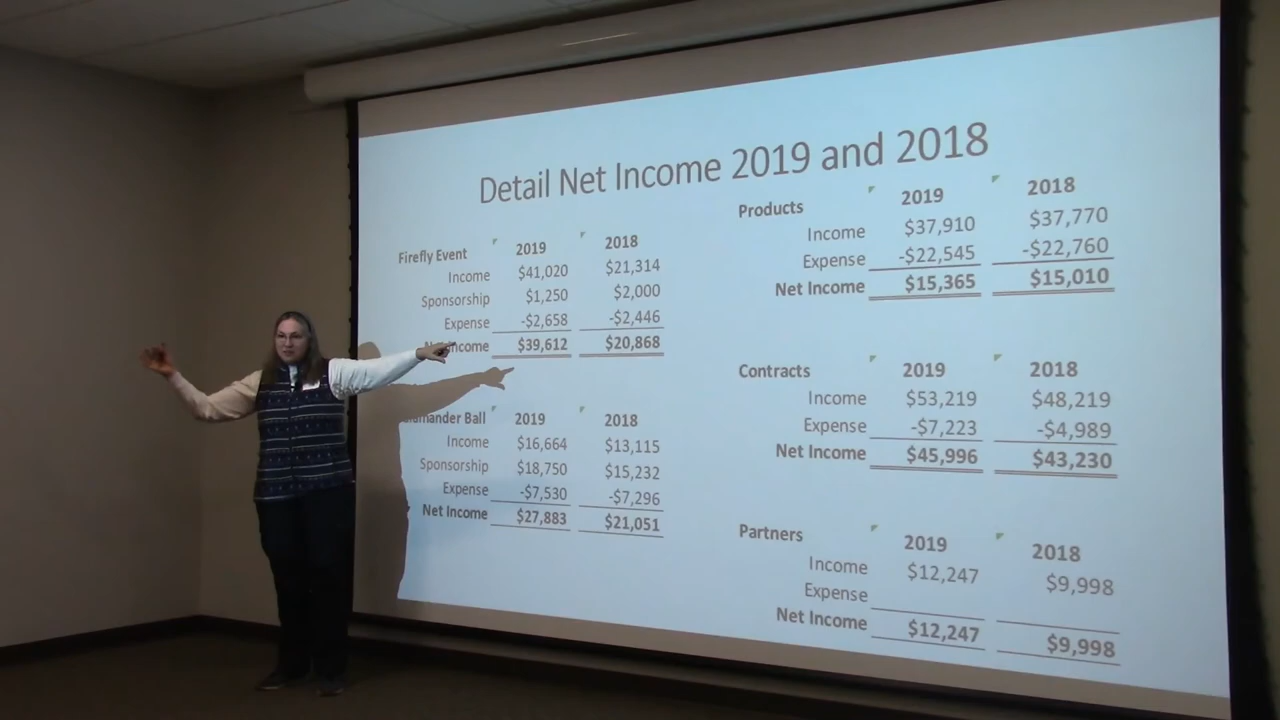 Detail Net Income 2019 and 2018
Firefly Event 2019 2018
Income $41,020 $21,314
Sponsorship $1,250 $2,000
Expense -$2,658 -$2,446
Income $39,612 $20,868
Ball 2019 2018
Income $16,664 $13,115
Sponsorship $18,750 $15,232
Expense -$7,530 -$7,296
Net Income $27,883 $21,051
Products 2019 2018
Income $37,910 $37,770
Expense -$22,545 -$22,760
Net Income $15,365 $15,010
Contracts 2019 2018
Income $53,219 $48,219
Expense -$7,223 -$4,989
Net Income $45,996 $43,230
Partners 2019 2018
Income $12,247 $9,998
Expense
Net Income $12,247 $9,998